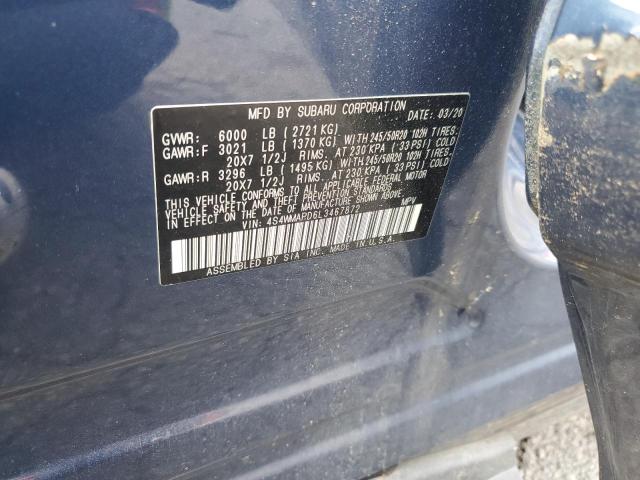 MFD BY SUBARU CORPORATION DATE: 03/20
GVWR: 6000 LB (2721 KG)
GAWR:F 3021 LB (1370 KG) WITH 245/50R20 102H TIRES.
20X7 1/2J RIMS. AT 230 KPA (33 PSI) COLD
GAWR:R 3296 LB (1495 KG) WITH 245/50R20 102H TIRES.
20X7 1/2J RIMS. AT 230 KPA (33 PSI) COLD
THIS VEHICLE CONFORMS TO ALL APPLICABLE FEDERAL MOTOR
VEHICLE SAFETY AND BUMPER STANDARDS
IN EFFECT ON THE DATE OF MANUFACTURE SHOWN ABOVE.
VIN: 4S4WMARD6L3467872 MPV
ASSEMBLED BY SIA INC. MADE IN U.S.A.